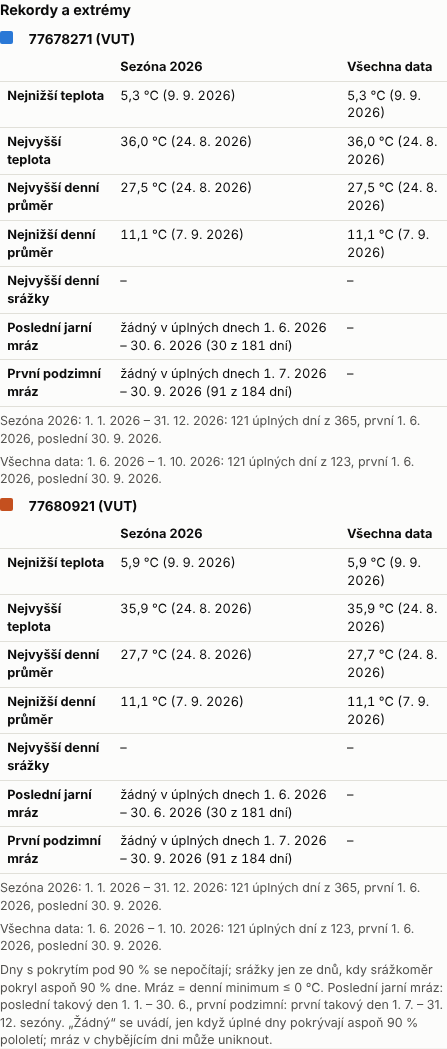 Rekordy a extrémy
77678271 (VUT)
Sezóna 2026 Všechna data
Nejnižší teplota 5,3 °C (9. 9. 2026) 5,3 °C (9. 9.
2026)
Nejvyšší 36,0 °C (24. 8. 2026) 36,0 °C (24. 8.
teplota 2026)
Nejvyšší denní 27,5 °C (24. 8. 2026) 27,5 °C (24. 8.
průměr 2026)
Nejnižší denní 11,1 °C (7. 9. 2026) 11,1 °C (7. 9.
průměr 2026)
Nejvyšší denní – –
srážky
Poslední jarní žádný v úplných dnech 1. 6. 2026 –
mráz – 30. 6. 2026 (30 z 181 dní)
První podzimní žádný v úplných dnech 1. 7. 2026 –
mráz – 30. 9. 2026 (91 z 184 dní)
Sezóna 2026: 1. 1. 2026 – 31. 12. 2026: 121 úplných dní z 365, první 1. 6.
2026, poslední 30. 9. 2026.
Všechna data: 1. 6. 2026 – 1. 10. 2026: 121 úplných dní z 123, první 1. 6.
2026, poslední 30. 9. 2026.
77680921 (VUT)
Sezóna 2026 Všechna data
Nejnižší teplota 5,9 °C (9. 9. 2026) 5,9 °C (9. 9.
2026)
Nejvyšší 35,9 °C (24. 8. 2026) 35,9 °C (24. 8.
teplota 2026)
Nejvyšší denní 27,7 °C (24. 8. 2026) 27,7 °C (24. 8.
průměr 2026)
Nejnižší denní 11,1 °C (7. 9. 2026) 11,1 °C (7. 9.
průměr 2026)
Nejvyšší denní – –
srážky
Poslední jarní žádný v úplných dnech 1. 6. 2026 –
mráz – 30. 6. 2026 (30 z 181 dní)
První podzimní žádný v úplných dnech 1. 7. 2026 –
mráz – 30. 9. 2026 (91 z 184 dní)
Sezóna 2026: 1. 1. 2026 – 31. 12. 2026: 121 úplných dní z 365, první 1. 6.
2026, poslední 30. 9. 2026.
Všechna data: 1. 6. 2026 – 1. 10. 2026: 121 úplných dní z 123, první 1. 6.
2026, poslední 30. 9. 2026.
Dny s pokrytím pod 90 % se nepočítají; srážky jen ze dnů, kdy srážkoměr
pokryl aspoň 90 % dne. Mráz = denní minimum ≤ 0 °C. Poslední jarní mráz:
poslední takový den 1. 1. – 30. 6., první podzimní: první takový den 1. 7. – 31.
12. sezóny. „Žádný“ se uvádí, jen když úplné dny pokrývají aspoň 90 %
pololetí; mráz v chybějícím dni může uniknout.